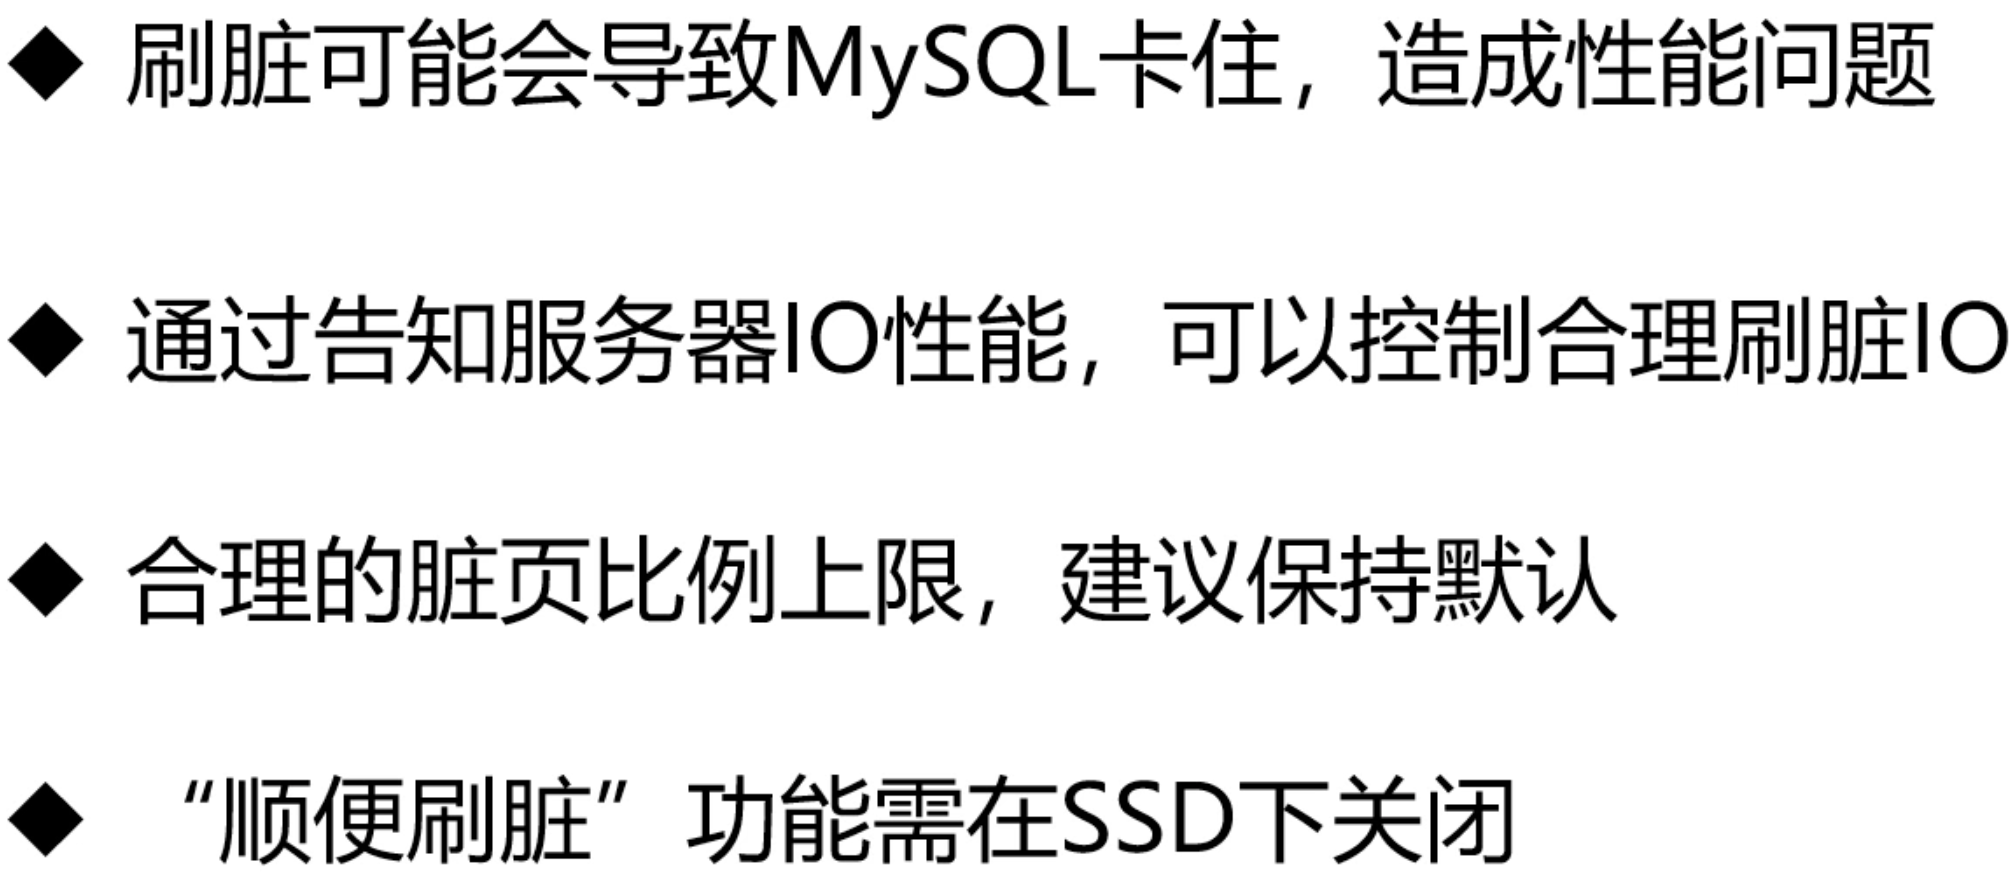 ◆ 刷脏可能会导致MySQL卡住，造成性能问题
◆ 通过告知服务器IO性能，可以控制合理刷脏IO
◆ 合理的脏页比例上限，建议保持默认
◆ “顺便刷脏”功能需在SSD下关闭